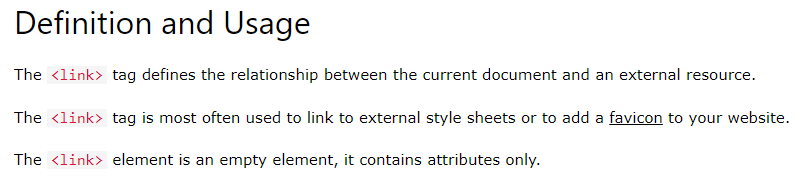 Definition and Usage
The <link> tag defines the relationship between the current document and an external resource.
The <link> tag is most often used to link to external style sheets or to add a favicon to your website.
The <link> element is an empty element, it contains attributes only.